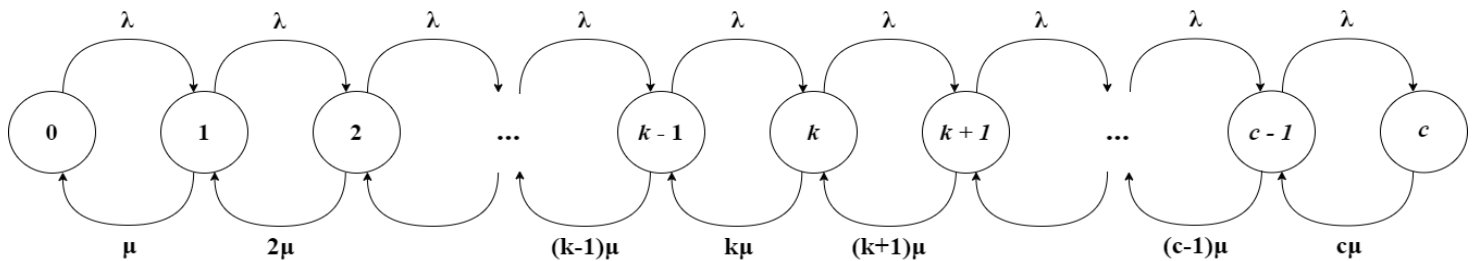 λ λ λ λ λ λ λ λ λ
0 1 2 ... k - 1 k k + 1 ... c - 1 c
μ 2μ (k-1)μ kμ (k+1)μ (c-1)μ cμ